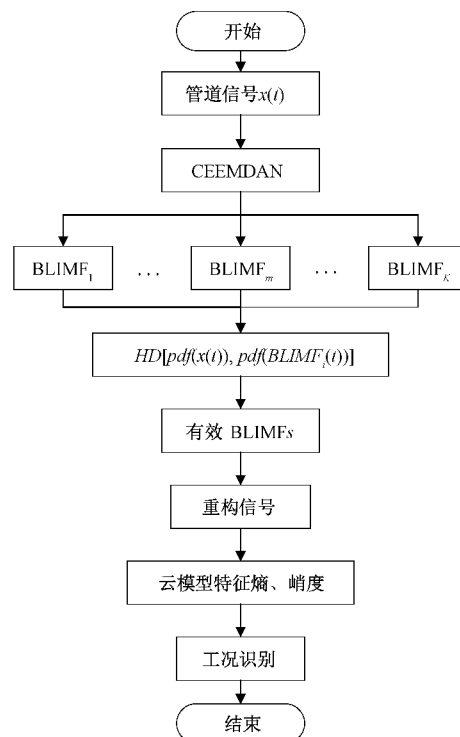 开始
管道信号x(t)
CEEMDAN
BLIMF1 ... BLIMFm ... BLIMFK
HD[pdf(x(t)), pdf(BLIMFi(t))]
有效 BLIMFs
重构信号
云模型特征熵、峭度
工况识别
结束